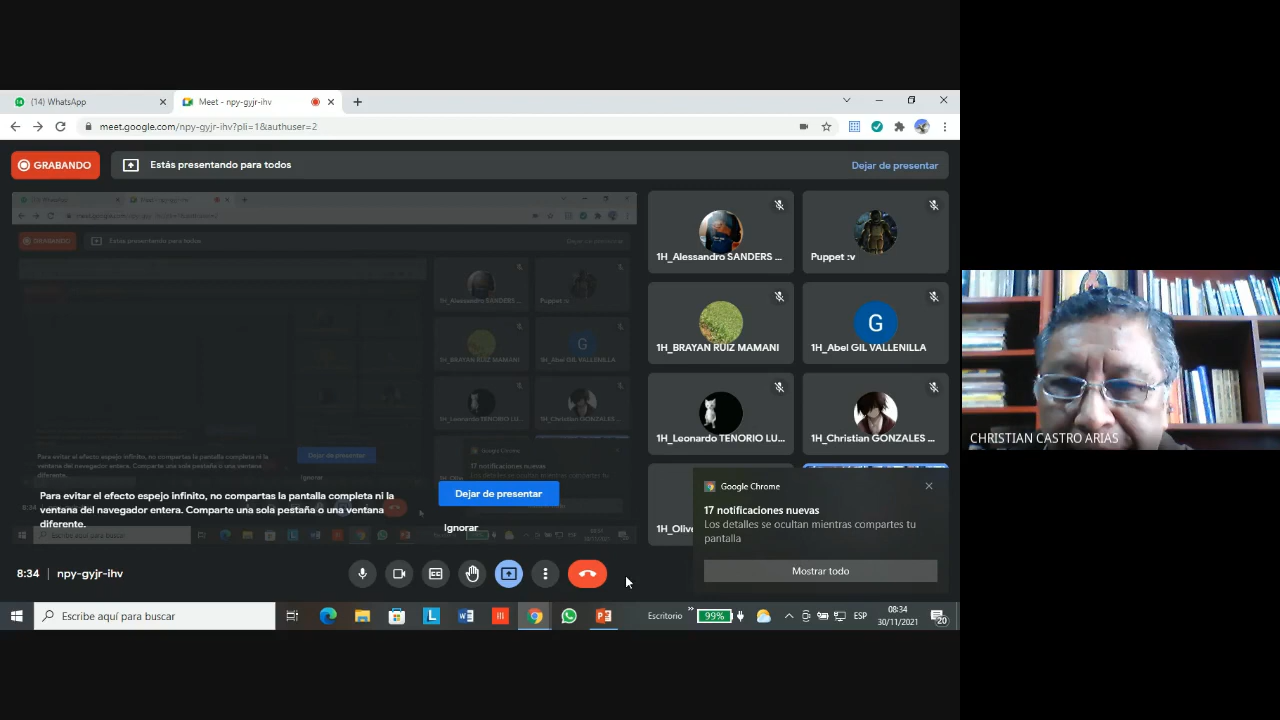 (14) WhatsApp
Meet - npy-gyjr-ihv
meet.google.com/npy-gyjr-ihv?pli=1&authuser=2
GRABANDO
Estás presentando para todos
Dejar de presentar
1H_Alessandro SANDERS ...
Puppet :v
1H_BRAYAN RUIZ MAMANI
G
1H_Abel GIL VALLENILLA
1H_Leonardo TENORIO LU...
1H_Christian GONZALES ...
1H_Olive
Para evitar el efecto espejo infinito, no compartas la pantalla completa ni la
ventana del navegador entera. Comparte una sola pestaña o una ventana
diferente.
Dejar de presentar
Ignorar
Google Chrome
17 notificaciones nuevas
Los detalles se ocultan mientras compartes tu
pantalla
Mostrar todo
8:34 | npy-gyjr-ihv
Escribe aquí para buscar
Escritorio
99%
ESP
08:34
30/11/2021
20
CHRISTIAN CASTRO ARIAS